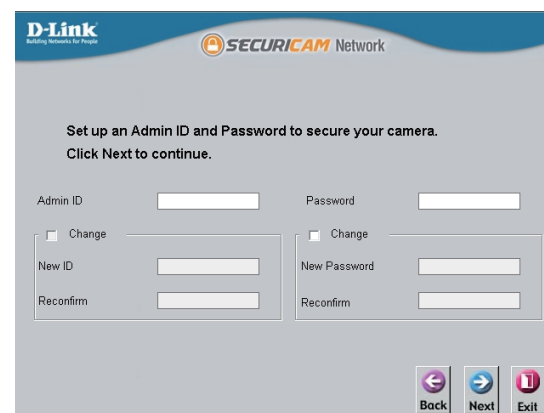 D-Link
Building Networks for People
SECURICAM Network
Set up an Admin ID and Password to secure your camera.
Click Next to continue.
Admin ID
Password
Change
Change
New ID
New Password
Reconfirm
Reconfirm
Back
Next
Exit